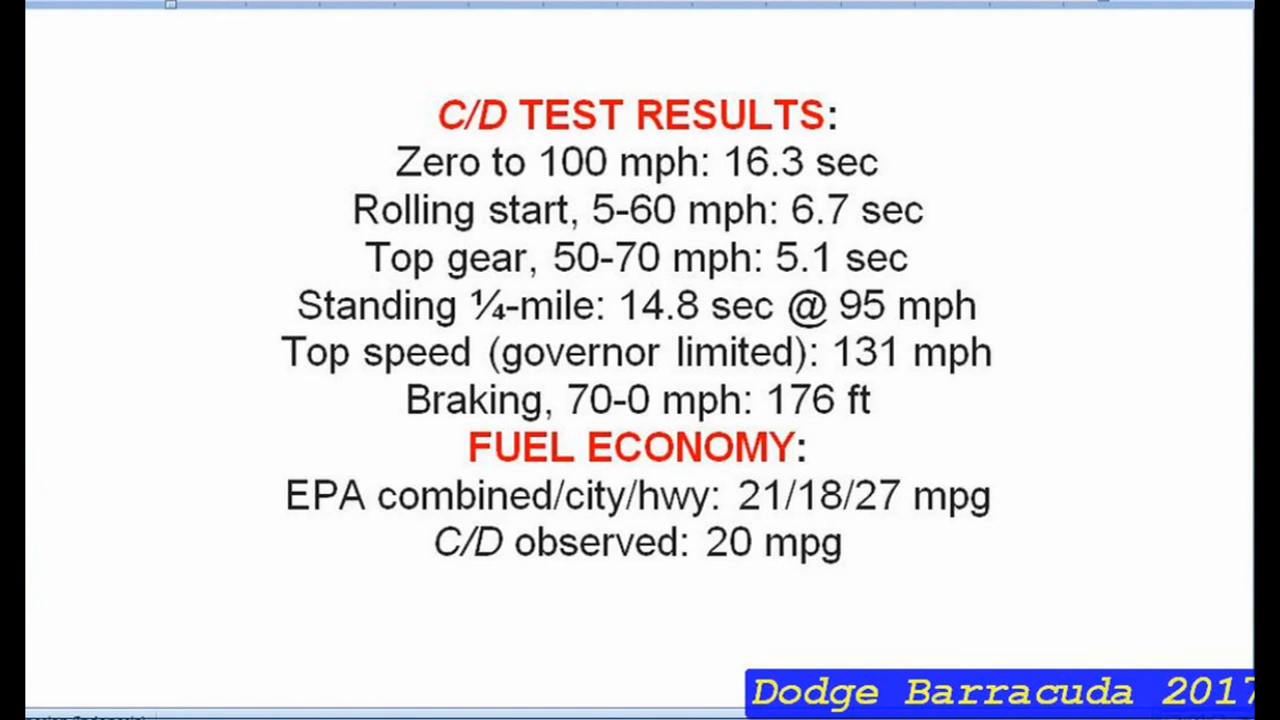 C/D TEST RESULTS:
Zero to 100 mph: 16.3 sec
Rolling start, 5-60 mph: 6.7 sec
Top gear, 50-70 mph: 5.1 sec
Standing ¼-mile: 14.8 sec @ 95 mph
Top speed (governor limited): 131 mph
Braking, 70-0 mph: 176 ft
FUEL ECONOMY:
EPA combined/city/hwy: 21/18/27 mpg
C/D observed: 20 mpg
Dodge Barracuda 2017